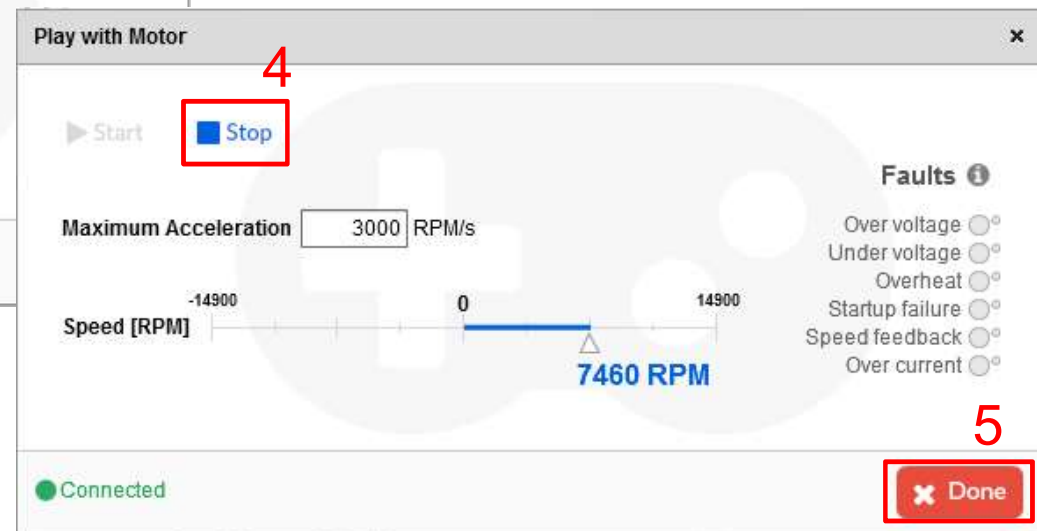 Play with Motor
×
4
Start
Stop
Faults
Maximum Acceleration 3000 RPM/s
Over voltage
Under voltage
Overheat
Startup failure
Speed feedback
Over current
-14900 0 14900
Speed [RPM]
7460 RPM
5
Connected
Done